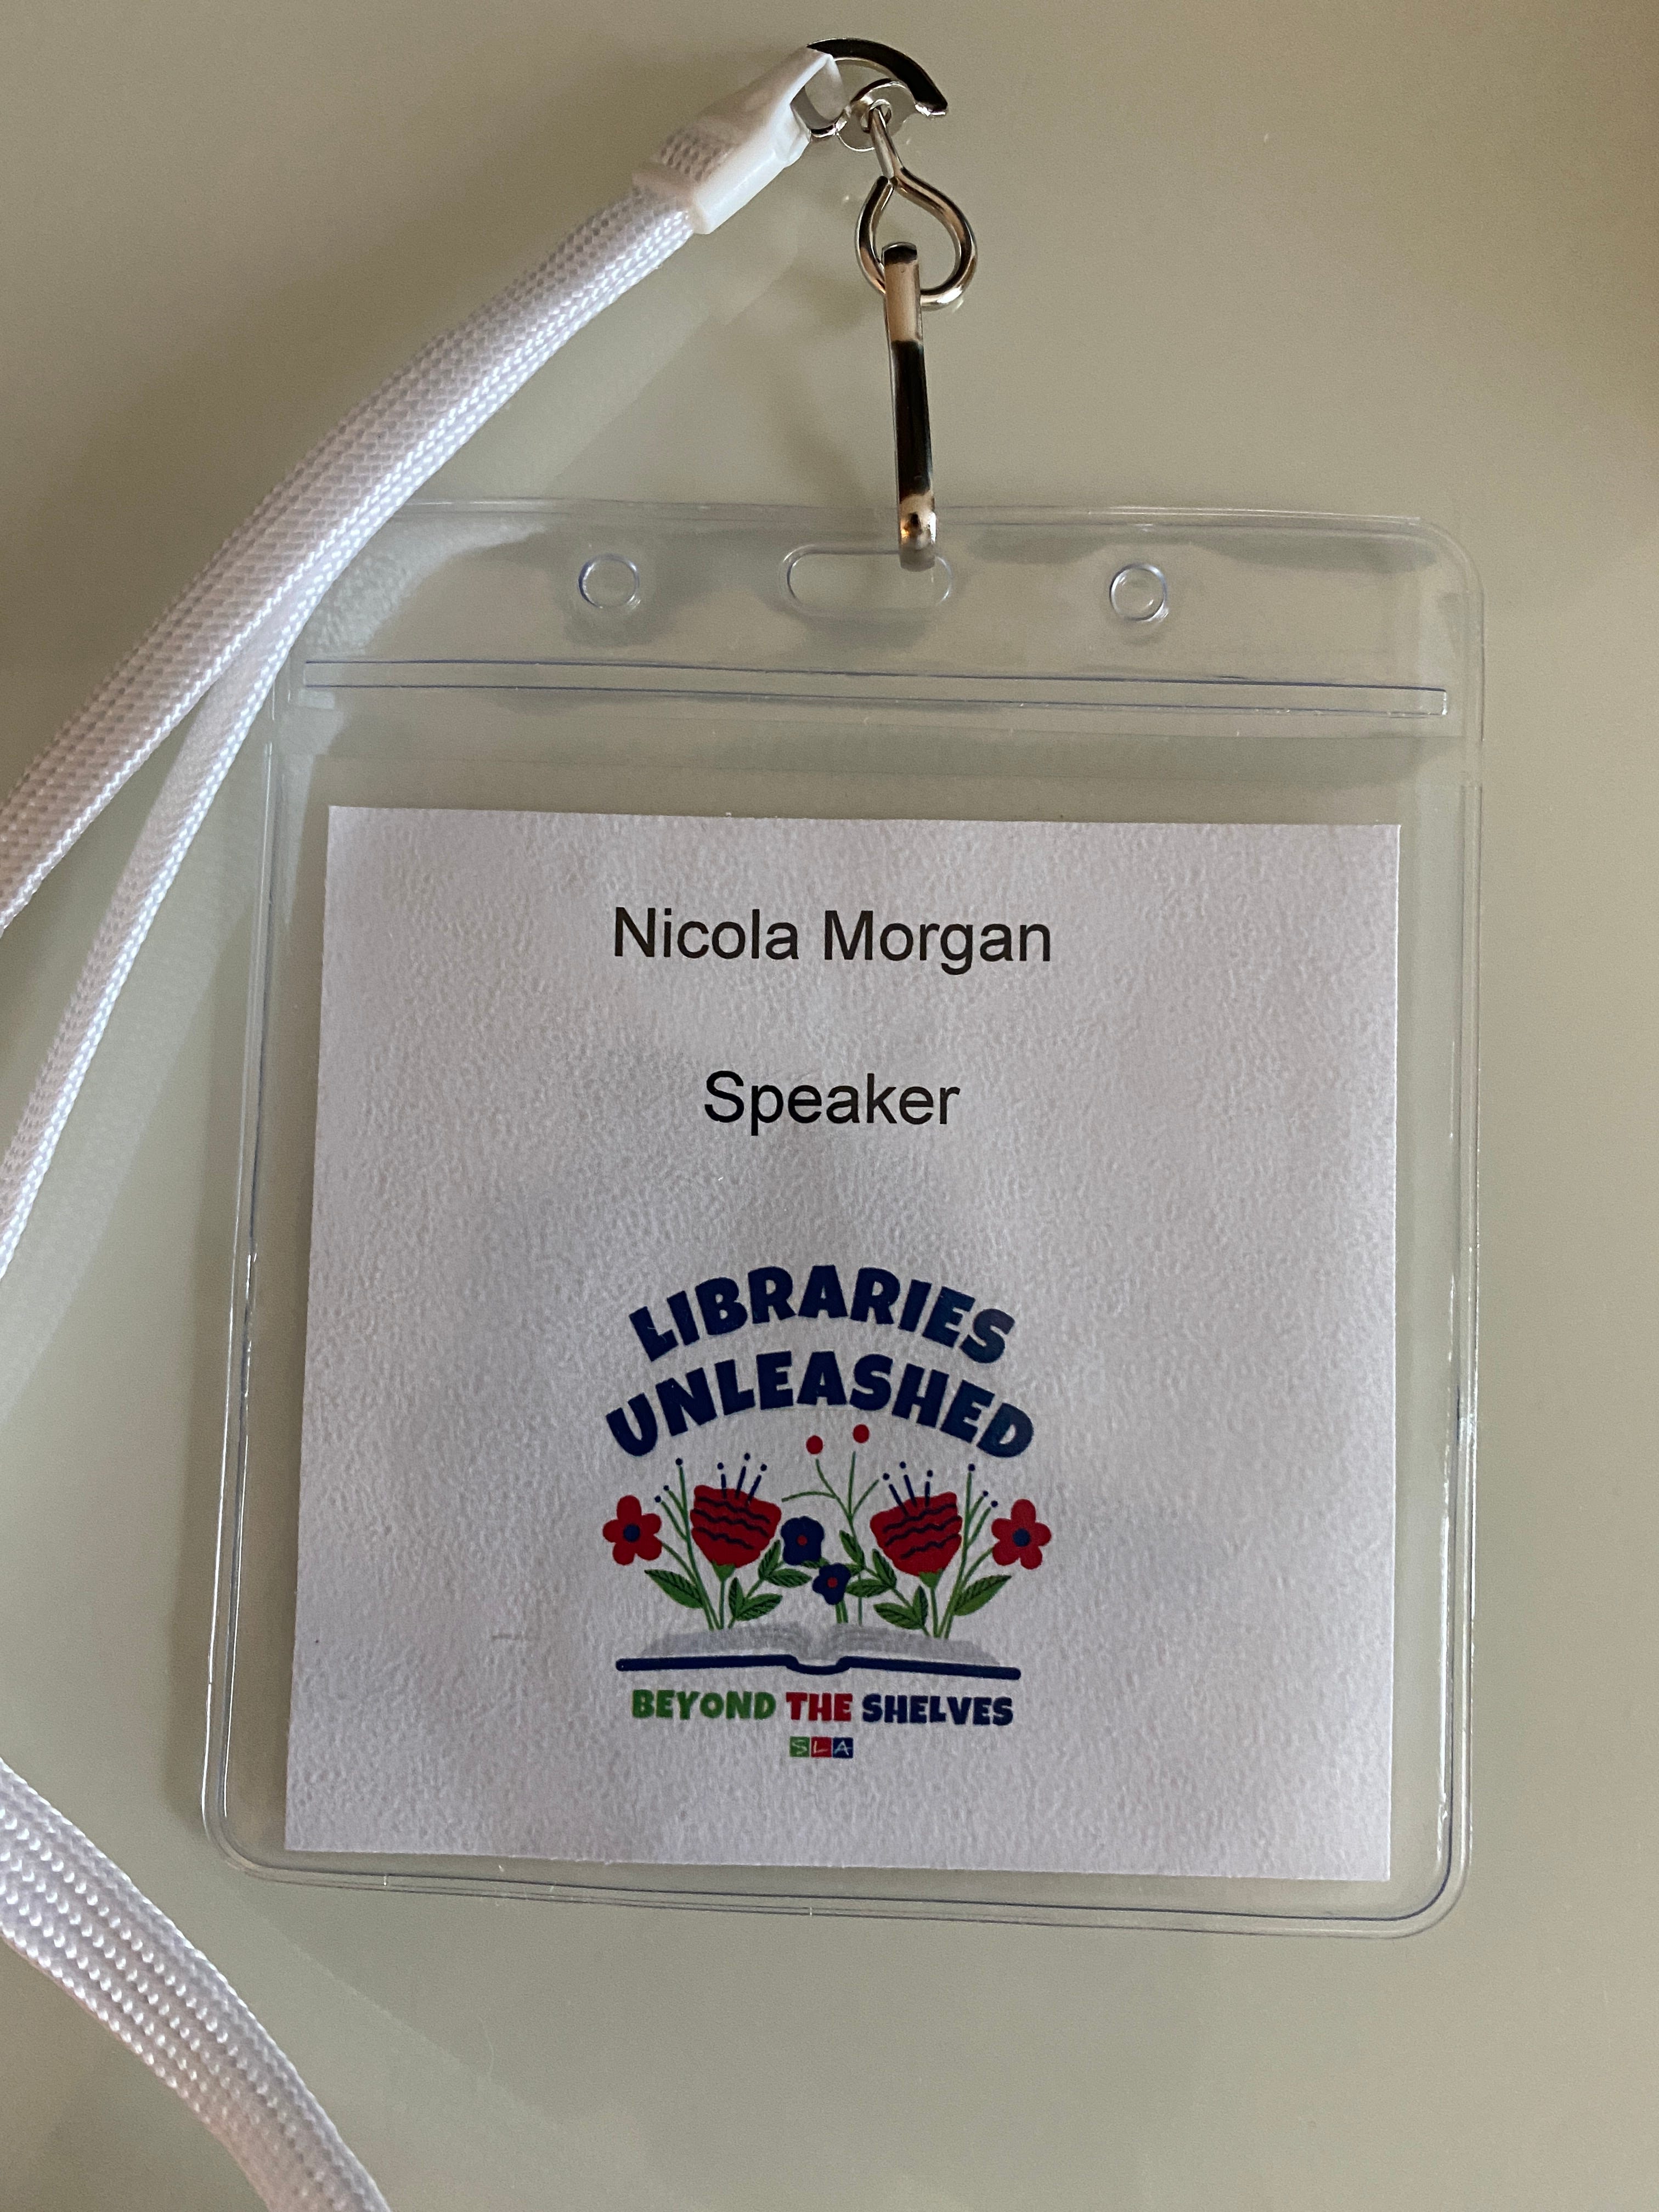 Nicola Morgan
Speaker
LIBRARIES
UNLEASHED
BEYOND THE SHELVES
SLA